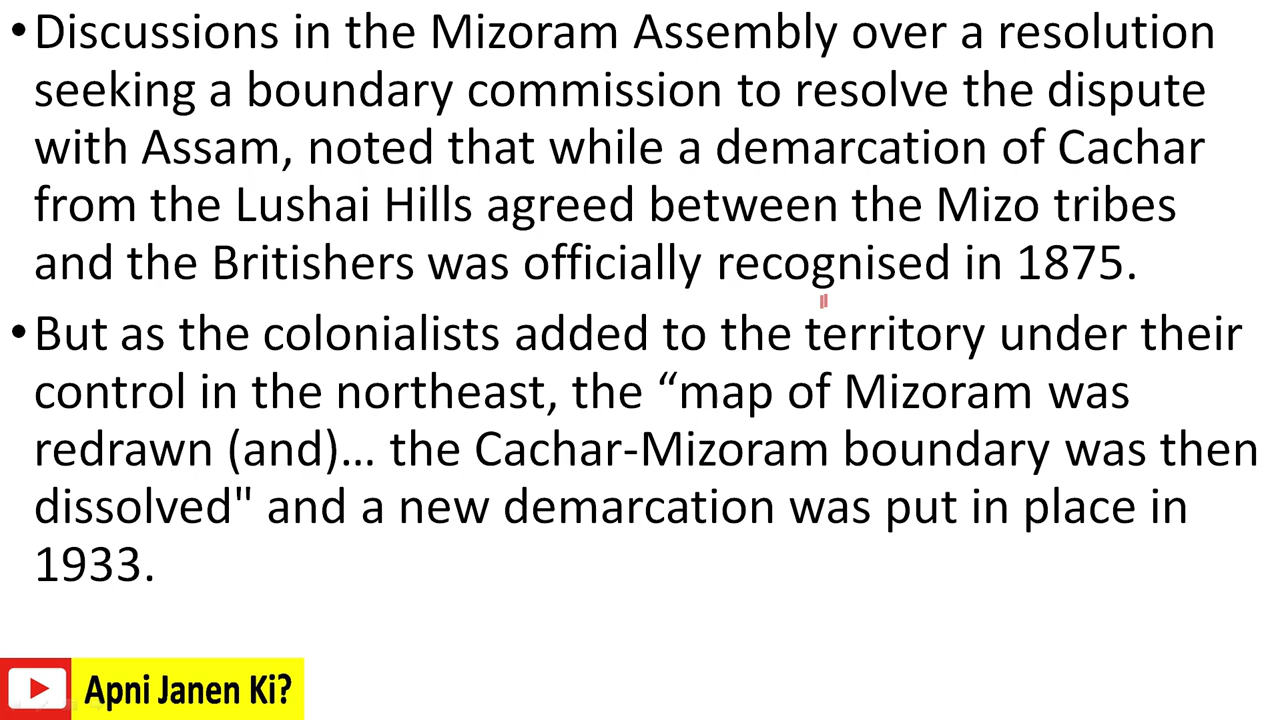 •Discussions in the Mizoram Assembly over a resolution
seeking a boundary commission to resolve the dispute
with Assam, noted that while a demarcation of Cachar
from the Lushai Hills agreed between the Mizo tribes
and the Britishers was officially recognised in 1875.
•But as the colonialists added to the territory under their
control in the northeast, the “map of Mizoram was
redrawn (and)… the Cachar-Mizoram boundary was then
dissolved" and a new demarcation was put in place in
1933.
Apni Janen Ki?